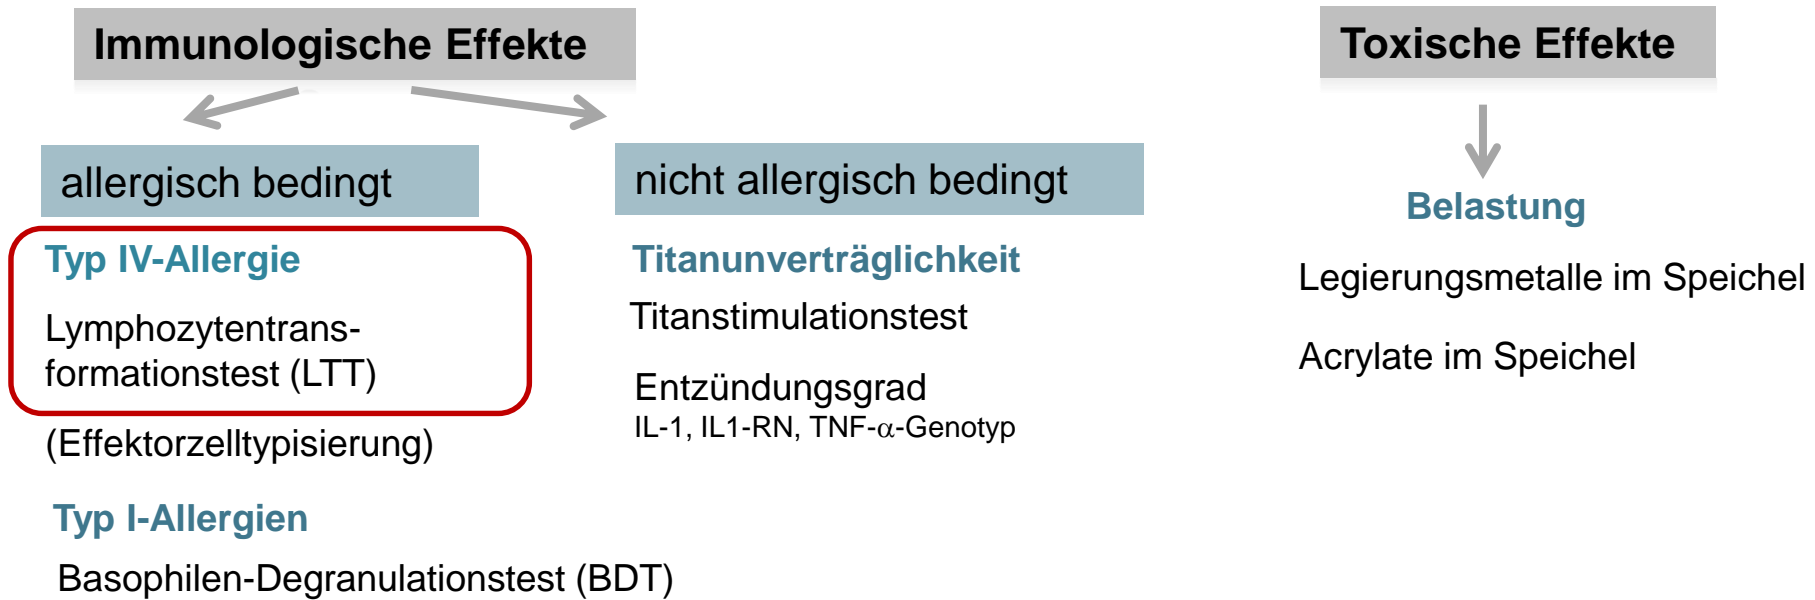 Immunologische Effekte
allergisch bedingt
Typ IV-Allergie
Lymphozytentrans-
formationstest (LTT)
(Effektorzelltypisierung)
Typ I-Allergien
Basophilen-Degranulationstest (BDT)
nicht allergisch bedingt
Titanunverträglichkeit
Titanstimulationstest
Entzündungsgrad
IL-1, IL1-RN, TNF-α-Genotyp
Toxische Effekte
Belastung
Legierungsmetalle im Speichel
Acrylate im Speichel